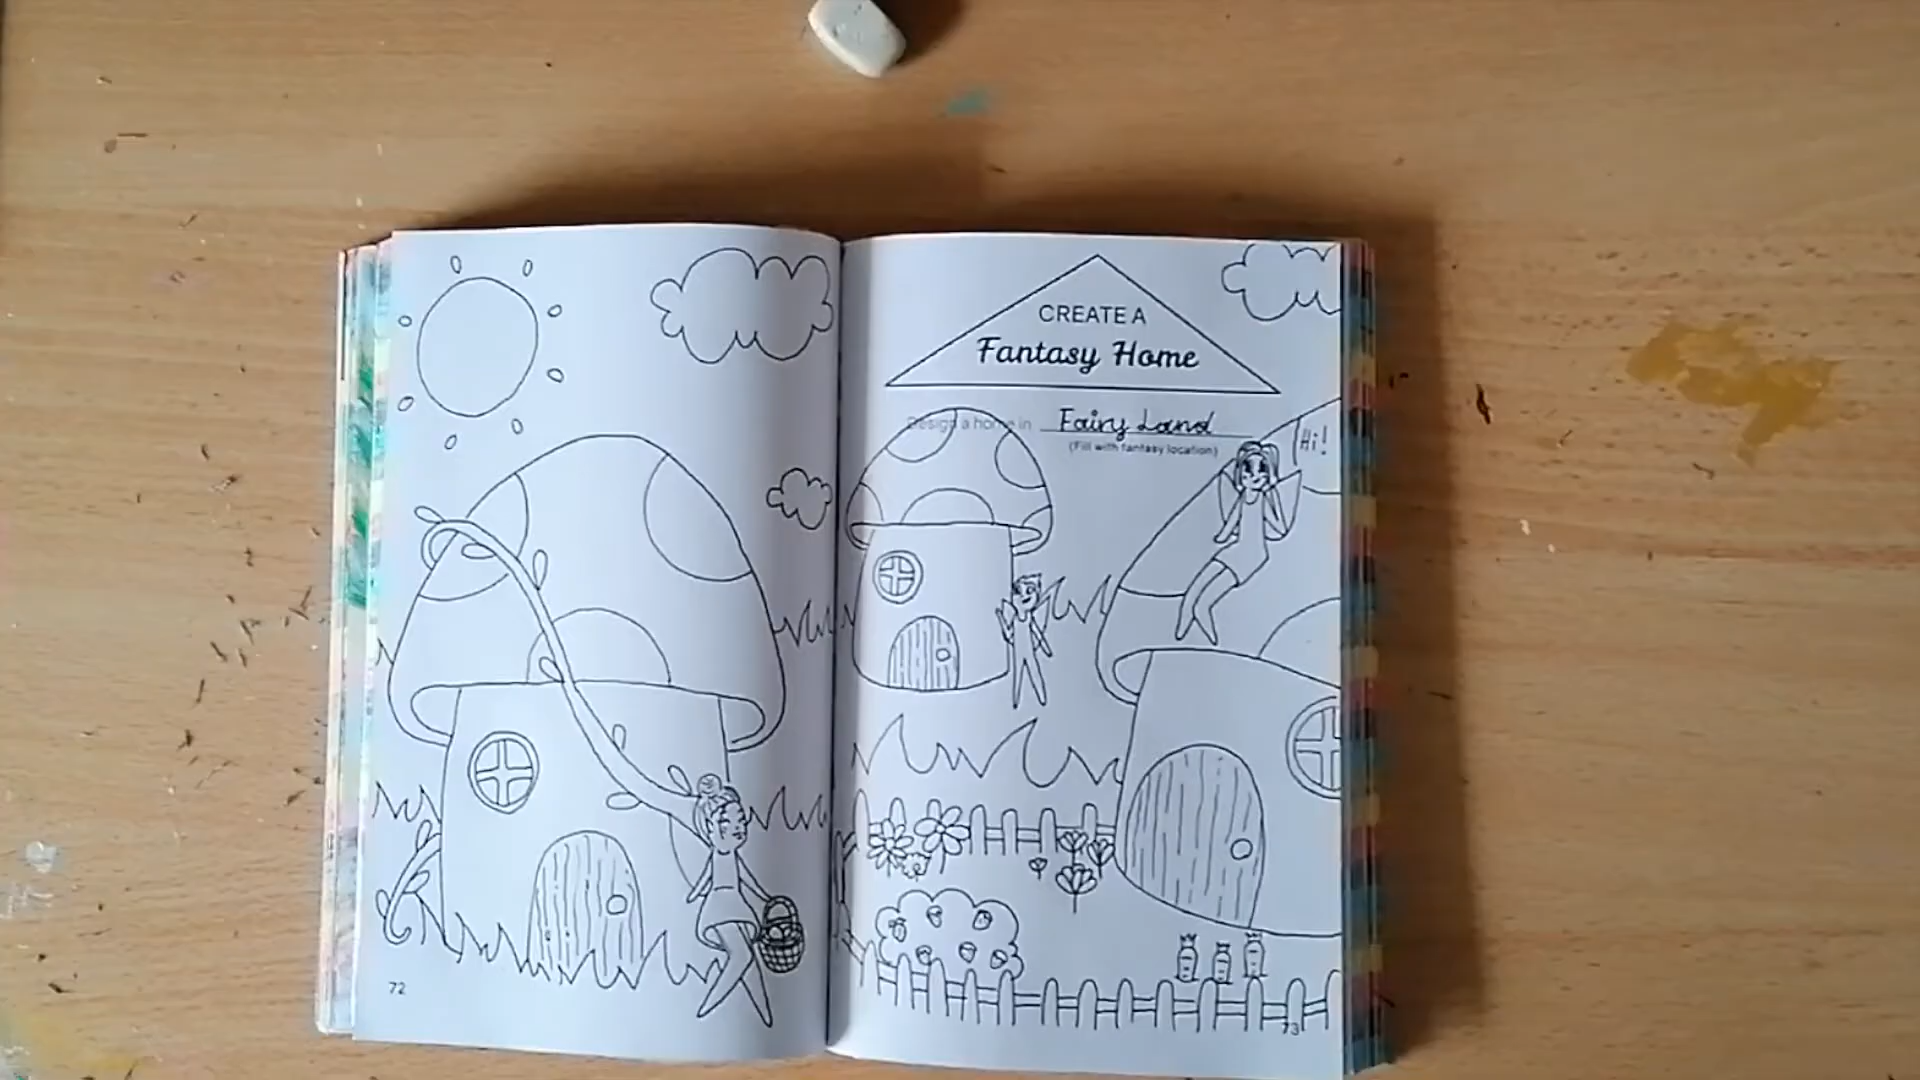 CREATE A
Fantasy Home
Design a home in Fairy Land
(Fill with fantasy location)
Hi!
72
73